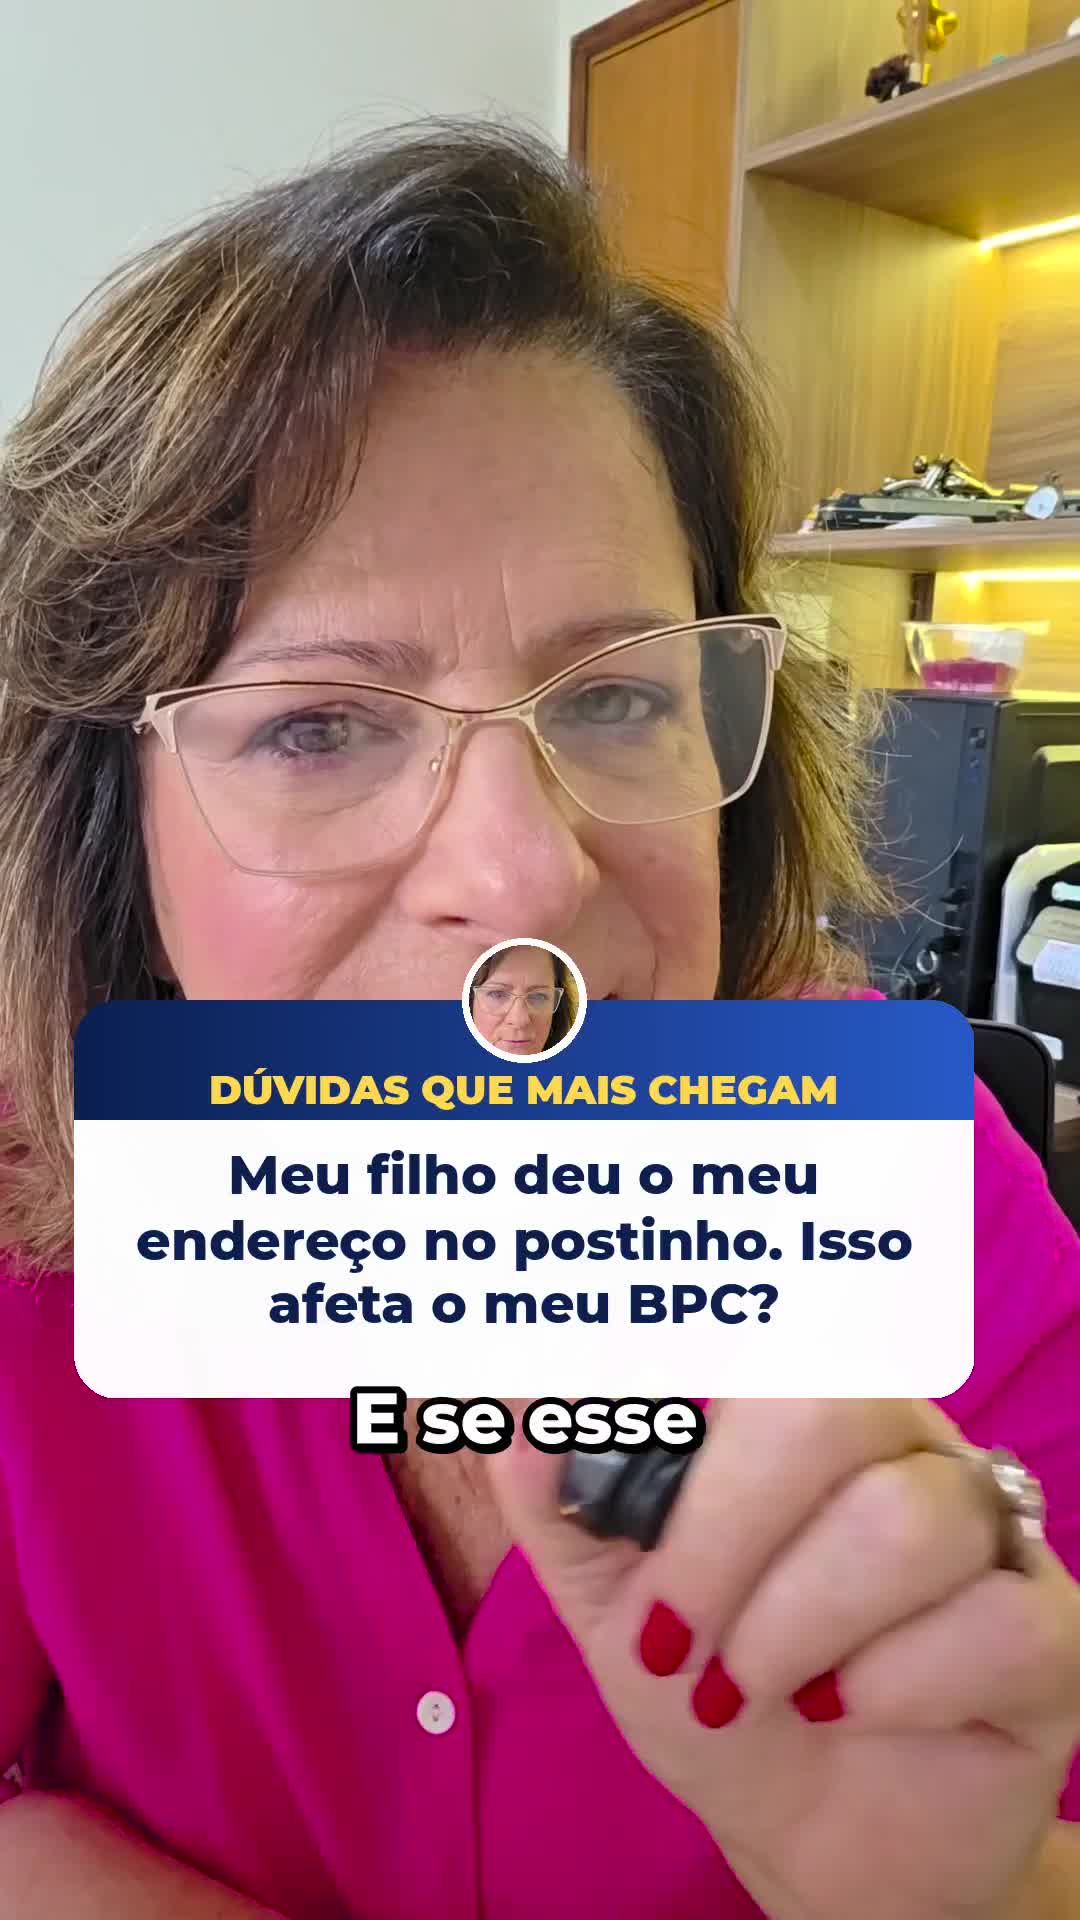 DÚVIDAS QUE MAIS CHEGAM
Meu filho deu o meu
endereço no postinho. Isso
afeta o meu BPC?
E se esse